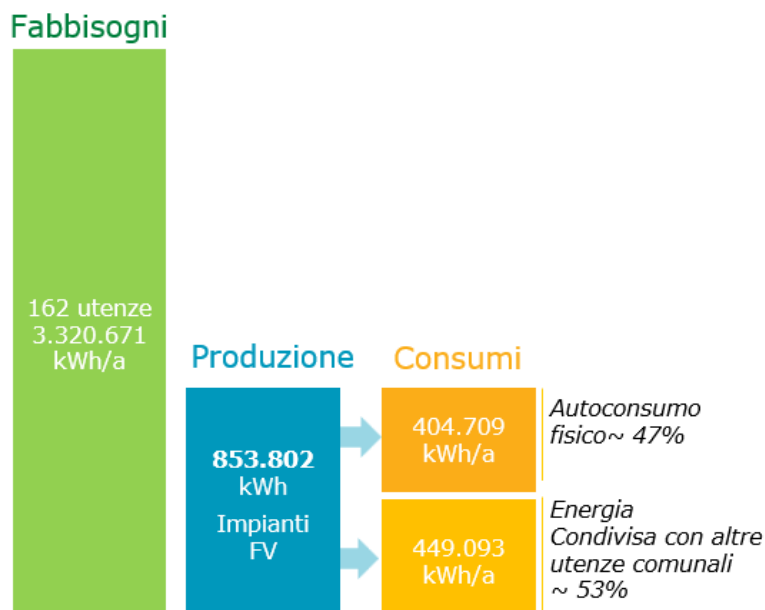 Fabbisogni
162 utenze
3.320.671
kWh/a
Produzione
853.802
kWh
Impianti
FV
Consumi
404.709
kWh/a
449.093
kWh/a
Autoconsumo
fisico~ 47%
Energia
Condivisa con altre
utenze comunali
~ 53%